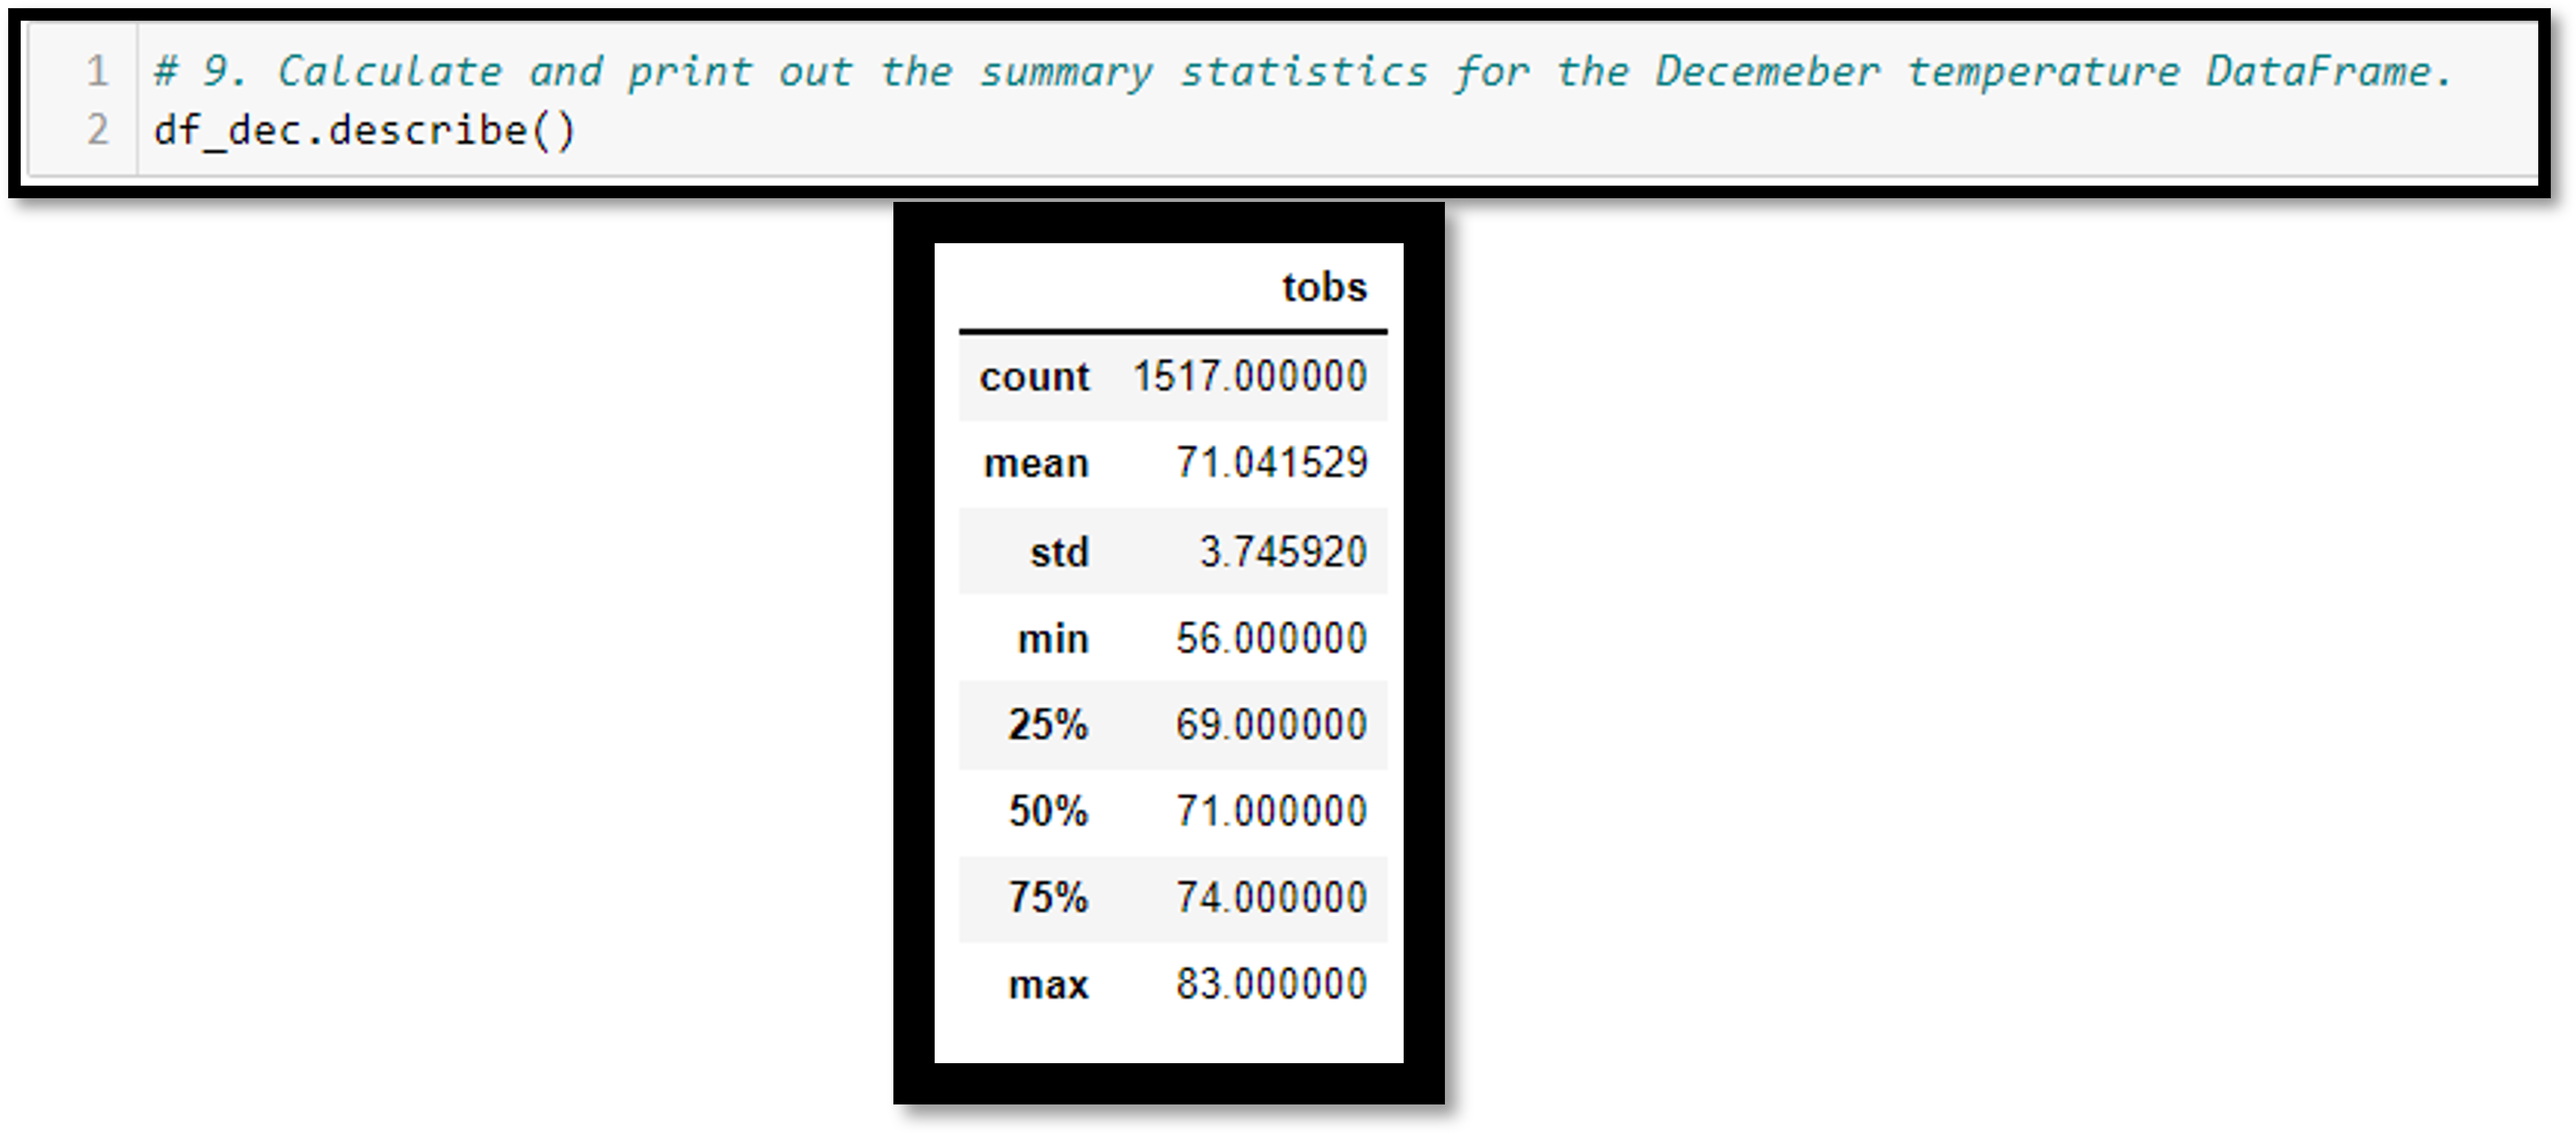 1 # 9. Calculate and print out the summary statistics for the Decemeber temperature DataFrame.
2 df_dec.describe()
tobs
count 1517.000000
mean 71.041529
std 3.745920
min 56.000000
25% 69.000000
50% 71.000000
75% 74.000000
max 83.000000